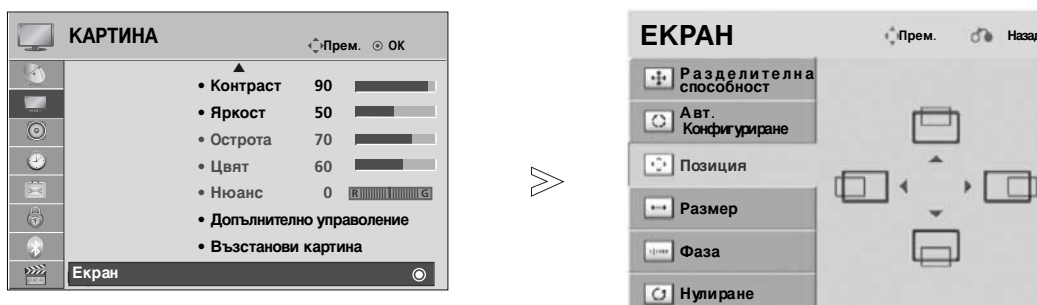 КАРТИНА
Прем. OK
• Контраст 90
• Яркост 50
• Острота 70
• Цвят 60
• Нюанс 0 R G
• Допълнително управоление
• Възстанови картина
Екран
ЕКРАН
Прем. Назад
Разделителна
способност
Авт.
Конфигуриране
Позиция
Размер
Фаза
Нулиране